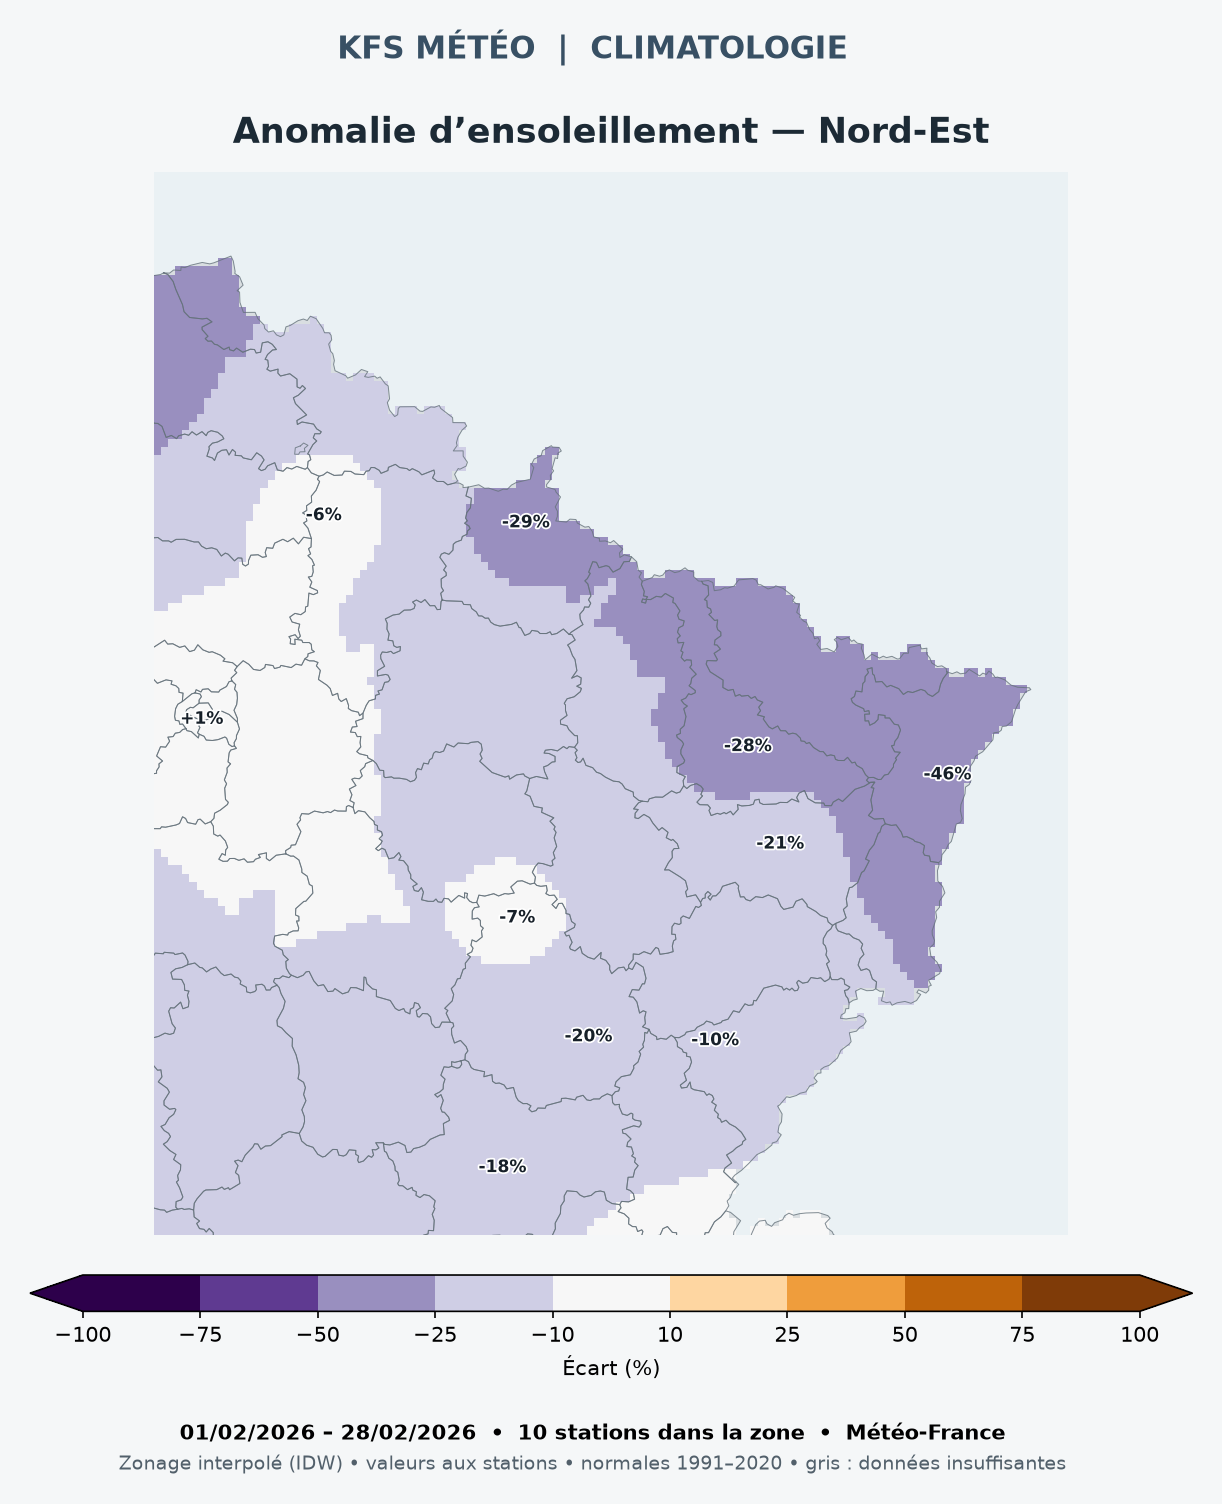 KFS MÉTÉO | CLIMATOLOGIE
Anomalie d’ensoleillement — Nord-Est
-6%
-29%
+1%
-28%
-46%
-21%
-7%
-20%
-10%
-18%
−100 −75 −50 −25 −10 10 25 50 75 100
Écart (%)
01/02/2026 – 28/02/2026 • 10 stations dans la zone • Météo-France
Zonage interpolé (IDW) • valeurs aux stations • normales 1991–2020 • gris : données insuffisantes